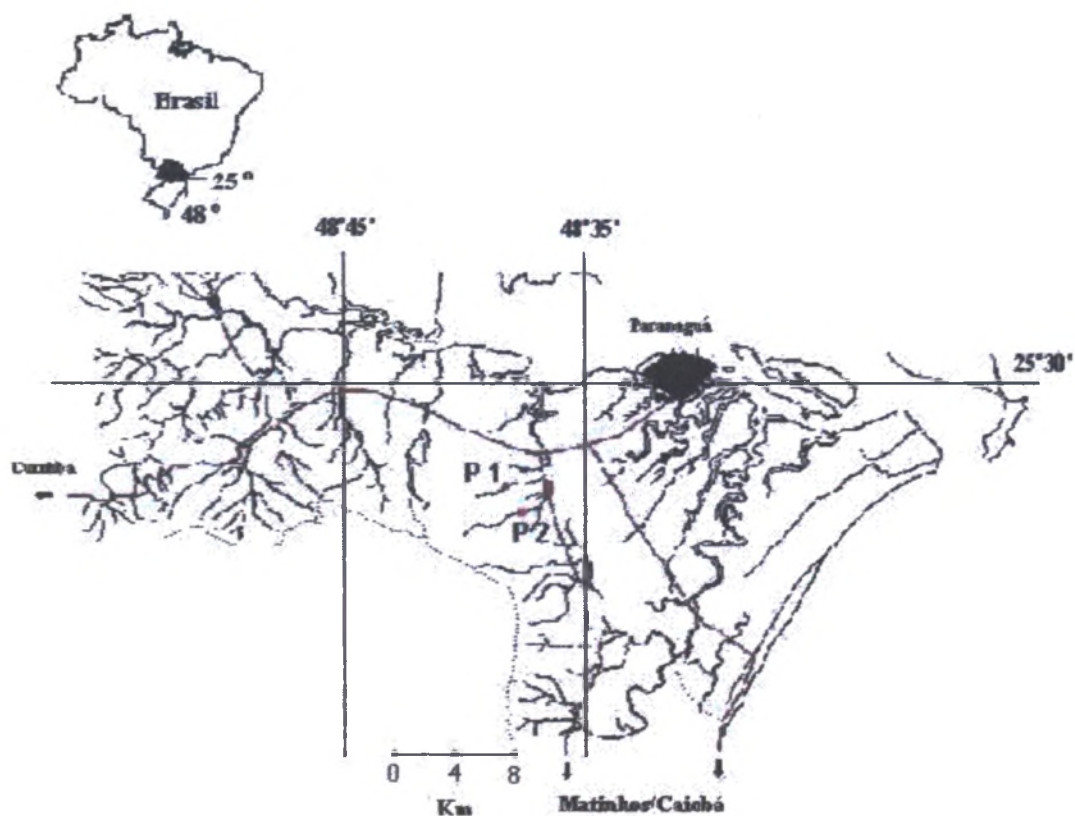 Brasil
25°
48°
48°45'
48°35'
Paranaguá
25°30'
Curitiba
P 1
P 2
0 4 8
Km
Matinhos/Caiobá